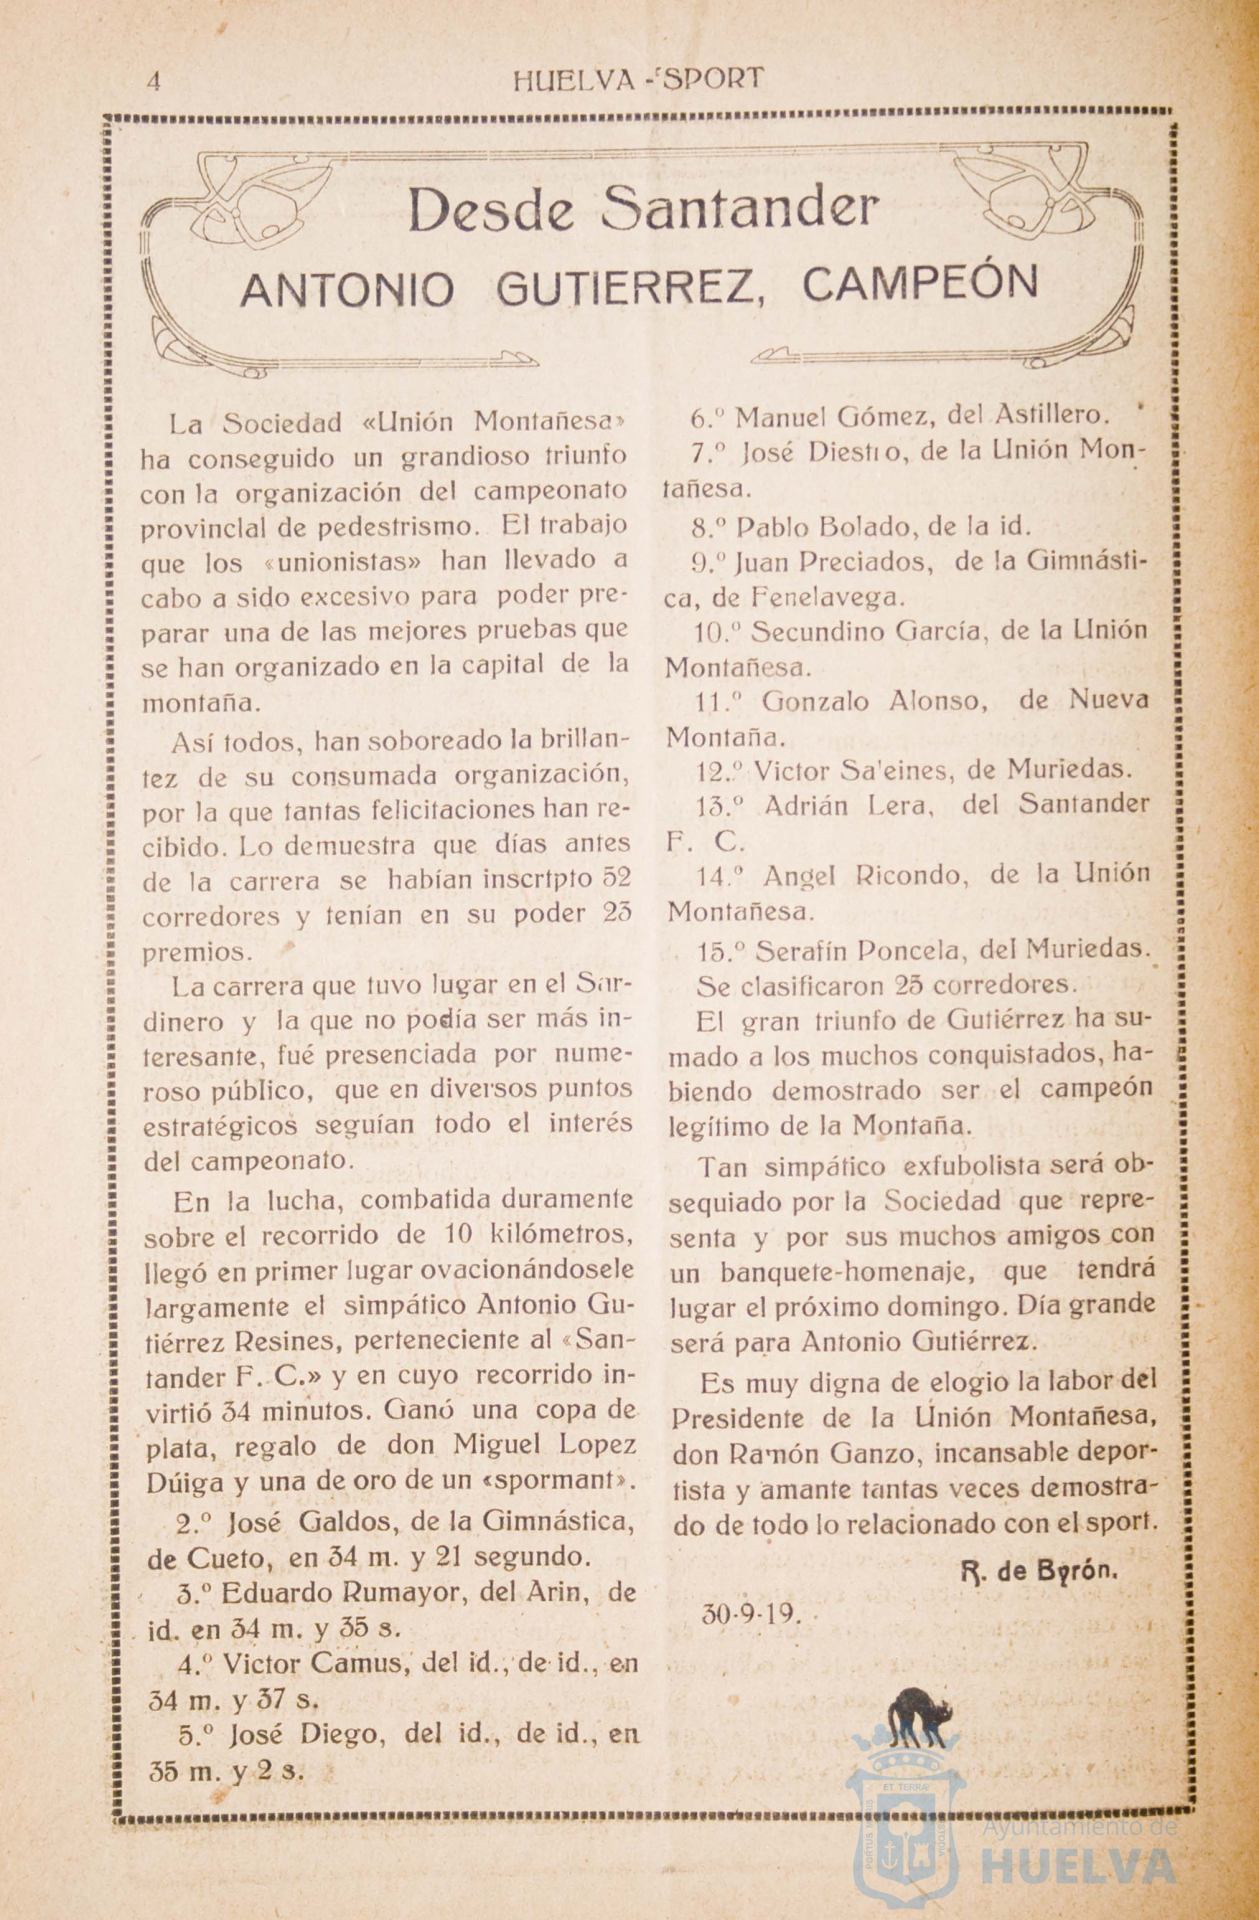 4
HUELVA - SPORT
Desde Santander
ANTONIO GUTIERREZ, CAMPEÓN
La Sociedad «Unión Montañesa»
ha conseguido un grandioso triunfo
con la organización del campeonato
provincial de pedestrismo. El trabajo
que los «unionistas» han llevado a
cabo a sido excesivo para poder pre-
parar una de las mejores pruebas que
se han organizado en la capital de la
montaña.
Así todos, han soboreado la brillan-
tez de su consumada organización,
por la que tantas felicitaciones han re-
cibido. Lo demuestra que días antes
de la carrera se habían inscrtpto 52
corredores y tenían en su poder 23
premios.
La carrera que tuvo lugar en el Sar-
dinero y la que no podía ser más in-
teresante, fué presenciada por nume-
roso público, que en diversos puntos
estratégicos seguían todo el interés
del campeonato.
En la lucha, combatida duramente
sobre el recorrido de 10 kilómetros,
llegó en primer lugar ovacionándosele
largamente el simpático Antonio Gu-
tiérrez Resines, perteneciente al «San-
tander F. C.» y en cuyo recorrido in-
virtió 34 minutos. Ganó una copa de
plata, regalo de don Miguel Lopez
Dúiga y una de oro de un «spormant».
2.º José Galdos, de la Gimnástica,
de Cueto, en 34 m. y 21 segundo.
3.º Eduardo Rumayor, del Arin, de
id. en 34 m. y 35 s.
4.º Victor Camus, del id., de id., en
34 m. y 37 s.
5.º José Diego, del id., de id., en
35 m. y 2 s.
6.º Manuel Gómez, del Astillero.
7.º José Diestro, de la Unión Mon-
tañesa.
8.º Pablo Bolado, de la id.
9.º Juan Preciados, de la Gimnásti-
ca, de Fenelavega.
10.º Secundino García, de la Unión
Montañesa.
11.º Gonzalo Alonso, de Nueva
Montaña.
12.º Victor Sa'eines, de Muriedas.
13.º Adrián Lera, del Santander
F. C.
14.º Angel Ricondo, de la Unión
Montañesa.
15.º Serafín Poncela, del Muriedas.
Se clasificaron 23 corredores.
El gran triunfo de Gutiérrez ha su-
mado a los muchos conquistados, ha-
biendo demostrado ser el campeón
legítimo de la Montaña.
Tan simpático exfubolista será ob-
sequiado por la Sociedad que repre-
senta y por sus muchos amigos con
un banquete-homenaje, que tendrá
lugar el próximo domingo. Día grande
será para Antonio Gutiérrez.
Es muy digna de elogio la labor del
Presidente de la Unión Montañesa,
don Ramón Ganzo, incansable depor-
tista y amante tantas veces demostra-
do de todo lo relacionado con el sport.
R. de Byrón.
30-9-19.
ET TERRÆ
PORTUS MARIS
CUSTODIA
Ayuntamiento de
HUELVA